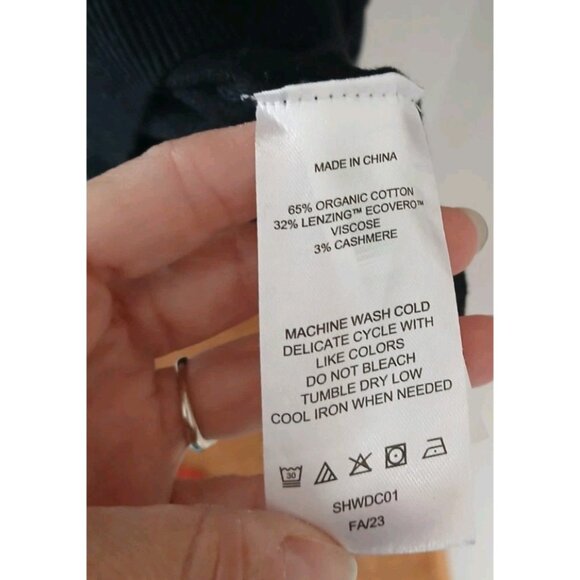 MADE IN CHINA
65% ORGANIC COTTON
32% LENZING™ ECOVERO™
VISCOSE
3% CASHMERE
MACHINE WASH COLD
DELICATE CYCLE WITH
LIKE COLORS
DO NOT BLEACH
TUMBLE DRY LOW
COOL IRON WHEN NEEDED
30
SHWDC01
FA/23